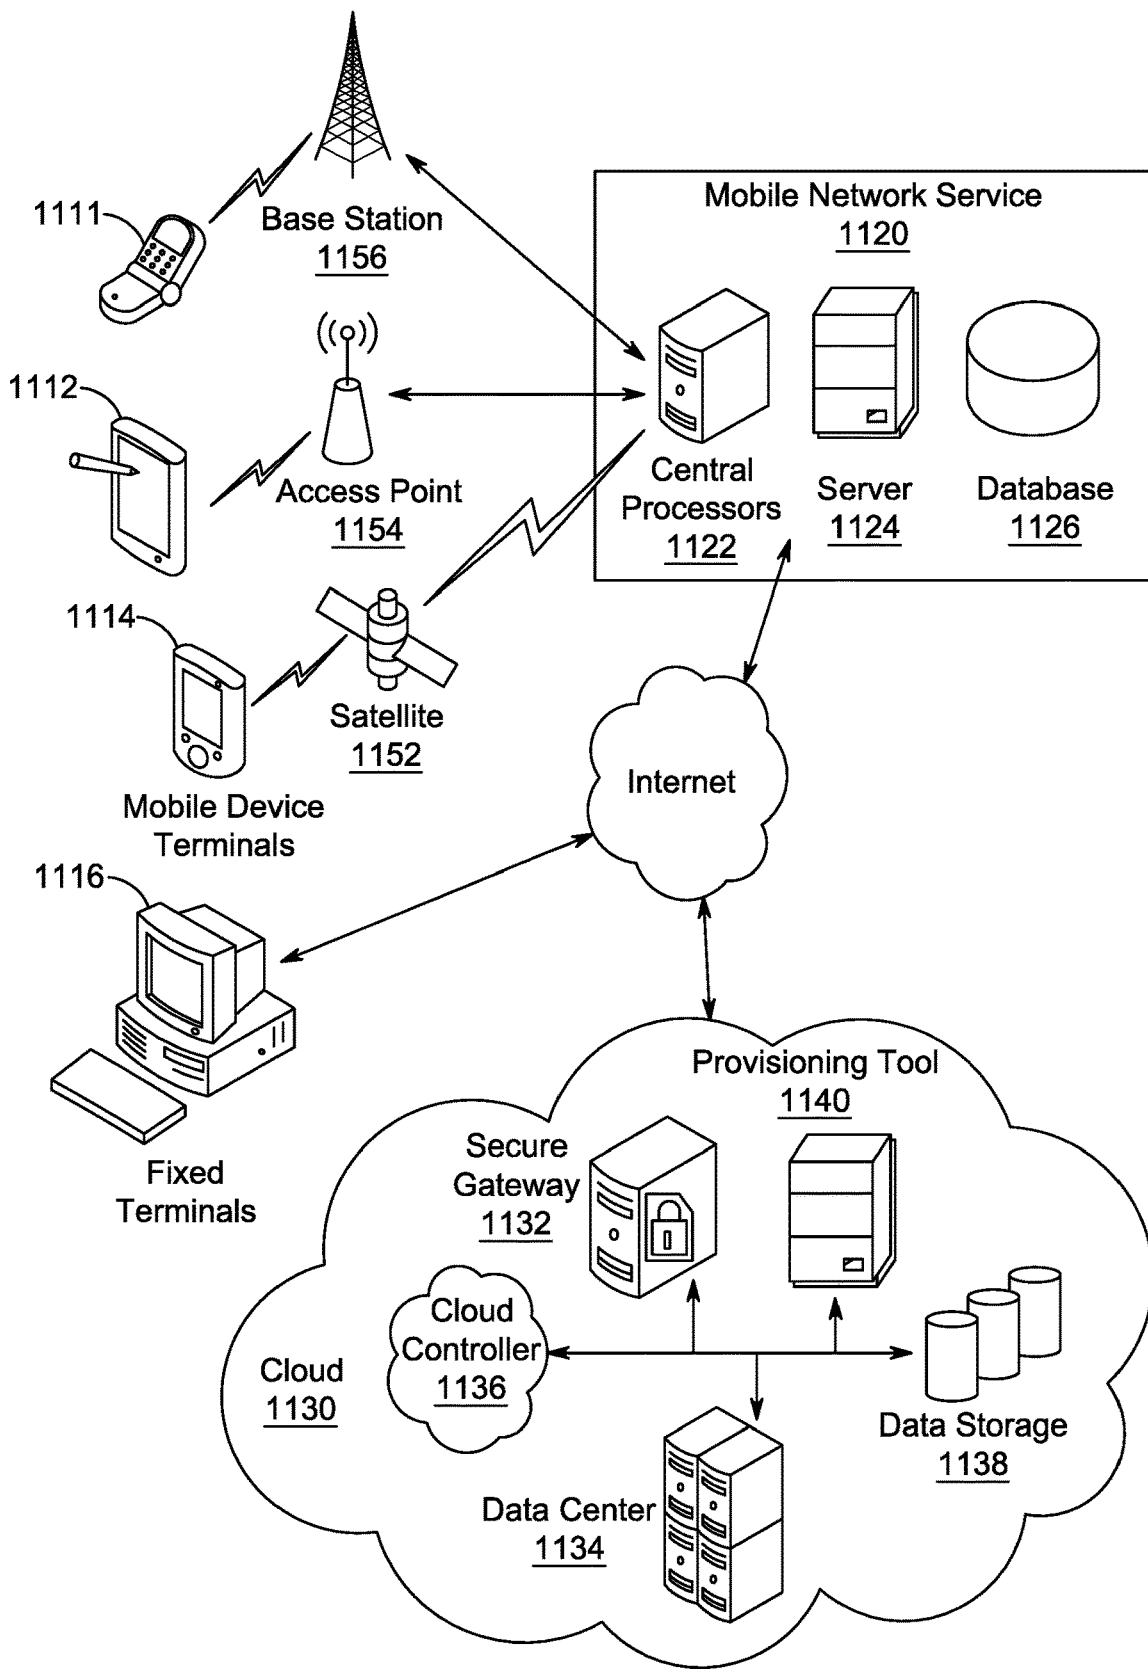 1111
Base Station
1156
Mobile Network Service
1120
1112
Access Point
1154
Central
Processors
1122
Server
1124
Database
1126
1114
Satellite
1152
Mobile Device
Terminals
Internet
1116
Fixed
Terminals
Provisioning Tool
1140
Secure
Gateway
1132
Cloud
Controller
1136
Cloud
1130
Data Storage
1138
Data Center
1134